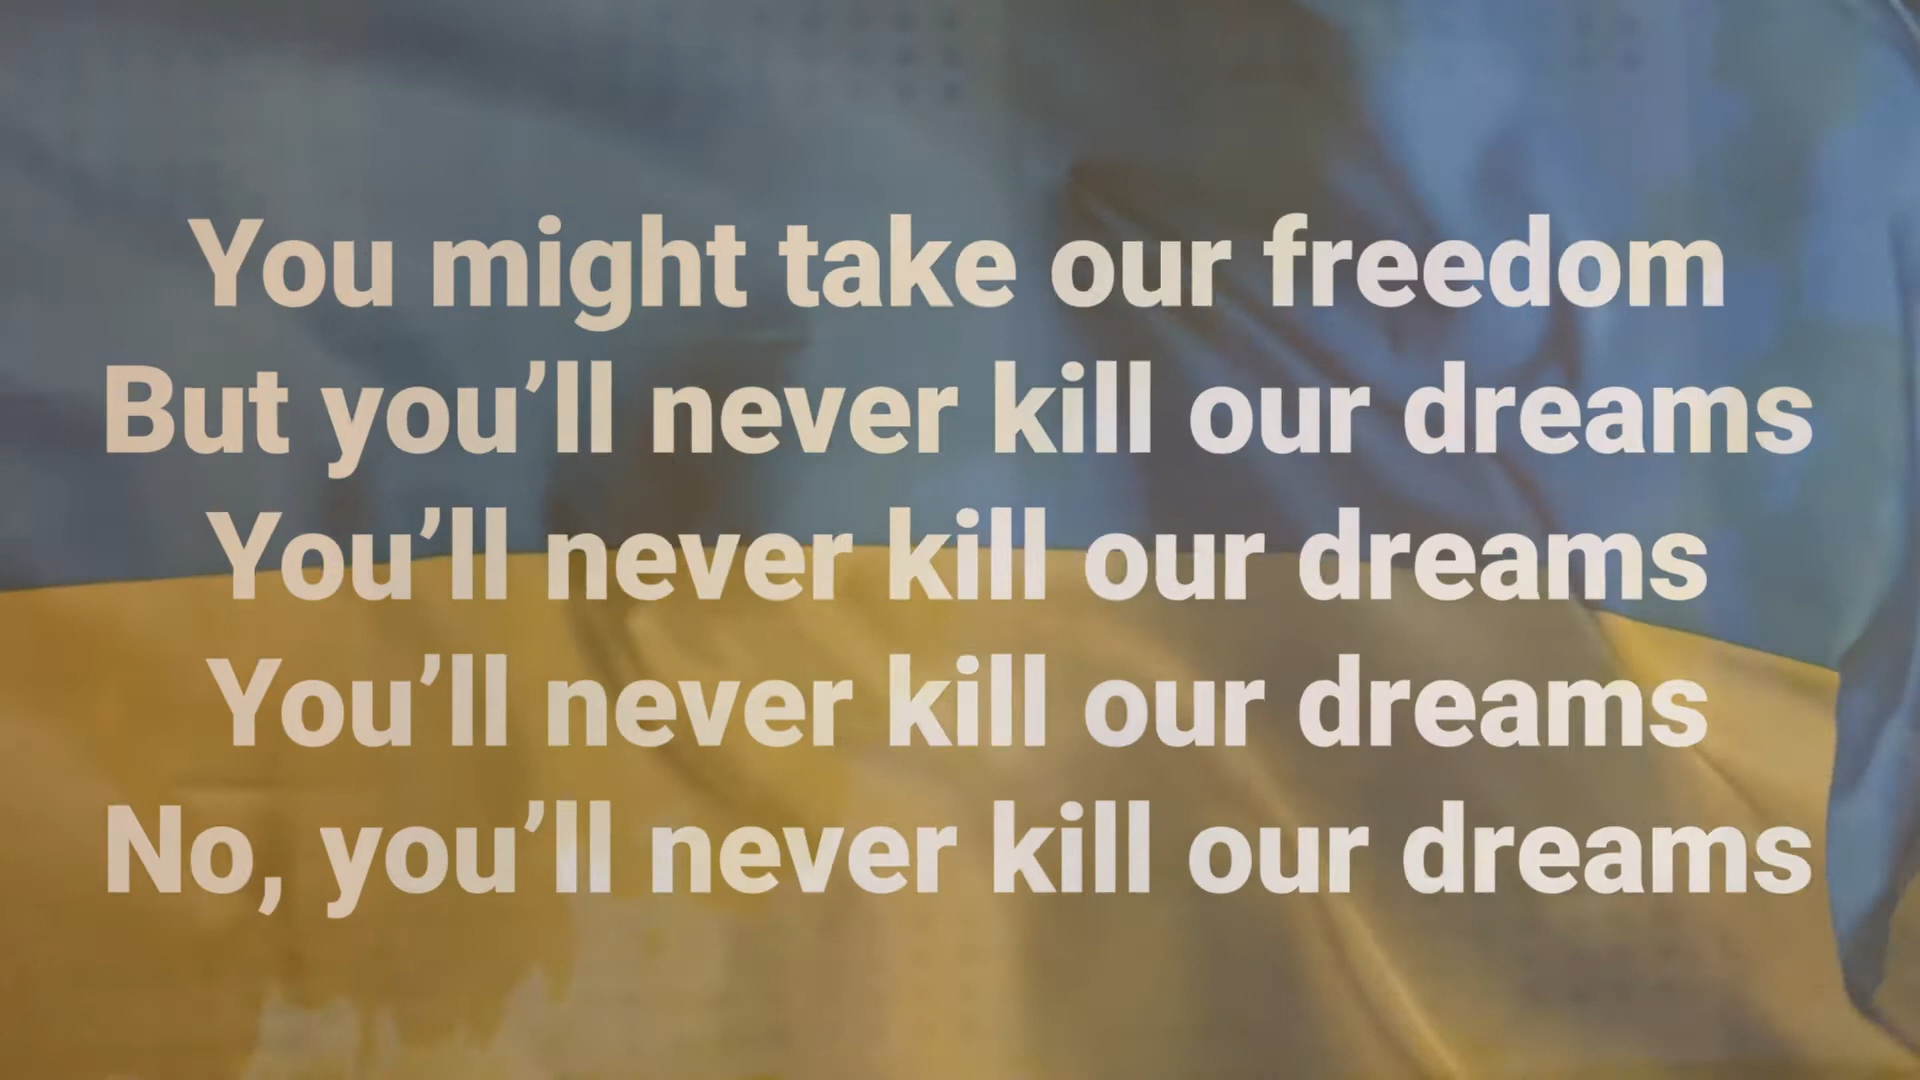 You might take our freedom
But you’ll never kill our dreams
You’ll never kill our dreams
You’ll never kill our dreams
No, you’ll never kill our dreams